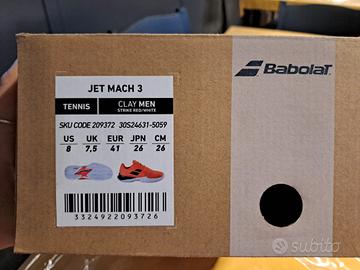 JET MACH 3
BabolaT
TENNIS
CLAY MEN
STRIKE RED/WHITE
SKU CODE 209372 30S24631-5059
US UK EUR JPN CM
8 7,5 41 26 26
3324922093726
subito